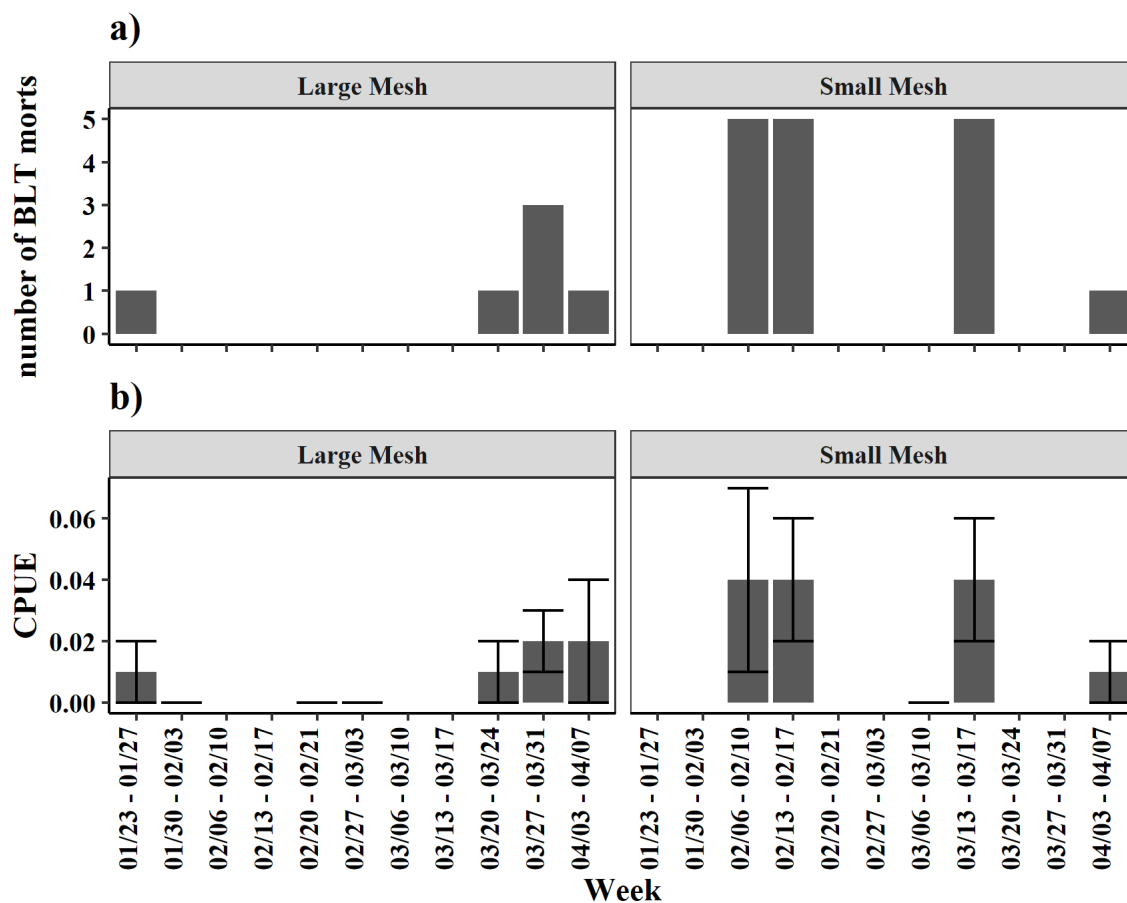 a)
Large Mesh
Small Mesh
number of BLT morts
5
4
3
2
1
0
b)
Large Mesh
Small Mesh
CPUE
0.06
0.04
0.02
0.00
01/23 - 01/27
01/30 - 02/03
02/06 - 02/10
02/13 - 02/17
02/20 - 02/21
02/27 - 03/03
03/06 - 03/10
03/13 - 03/17
03/20 - 03/24
03/27 - 03/31
04/03 - 04/07
01/23 - 01/27
01/30 - 02/03
02/06 - 02/10
02/13 - 02/17
02/20 - 02/21
02/27 - 03/03
03/06 - 03/10
03/13 - 03/17
03/20 - 03/24
03/27 - 03/31
04/03 - 04/07
Week